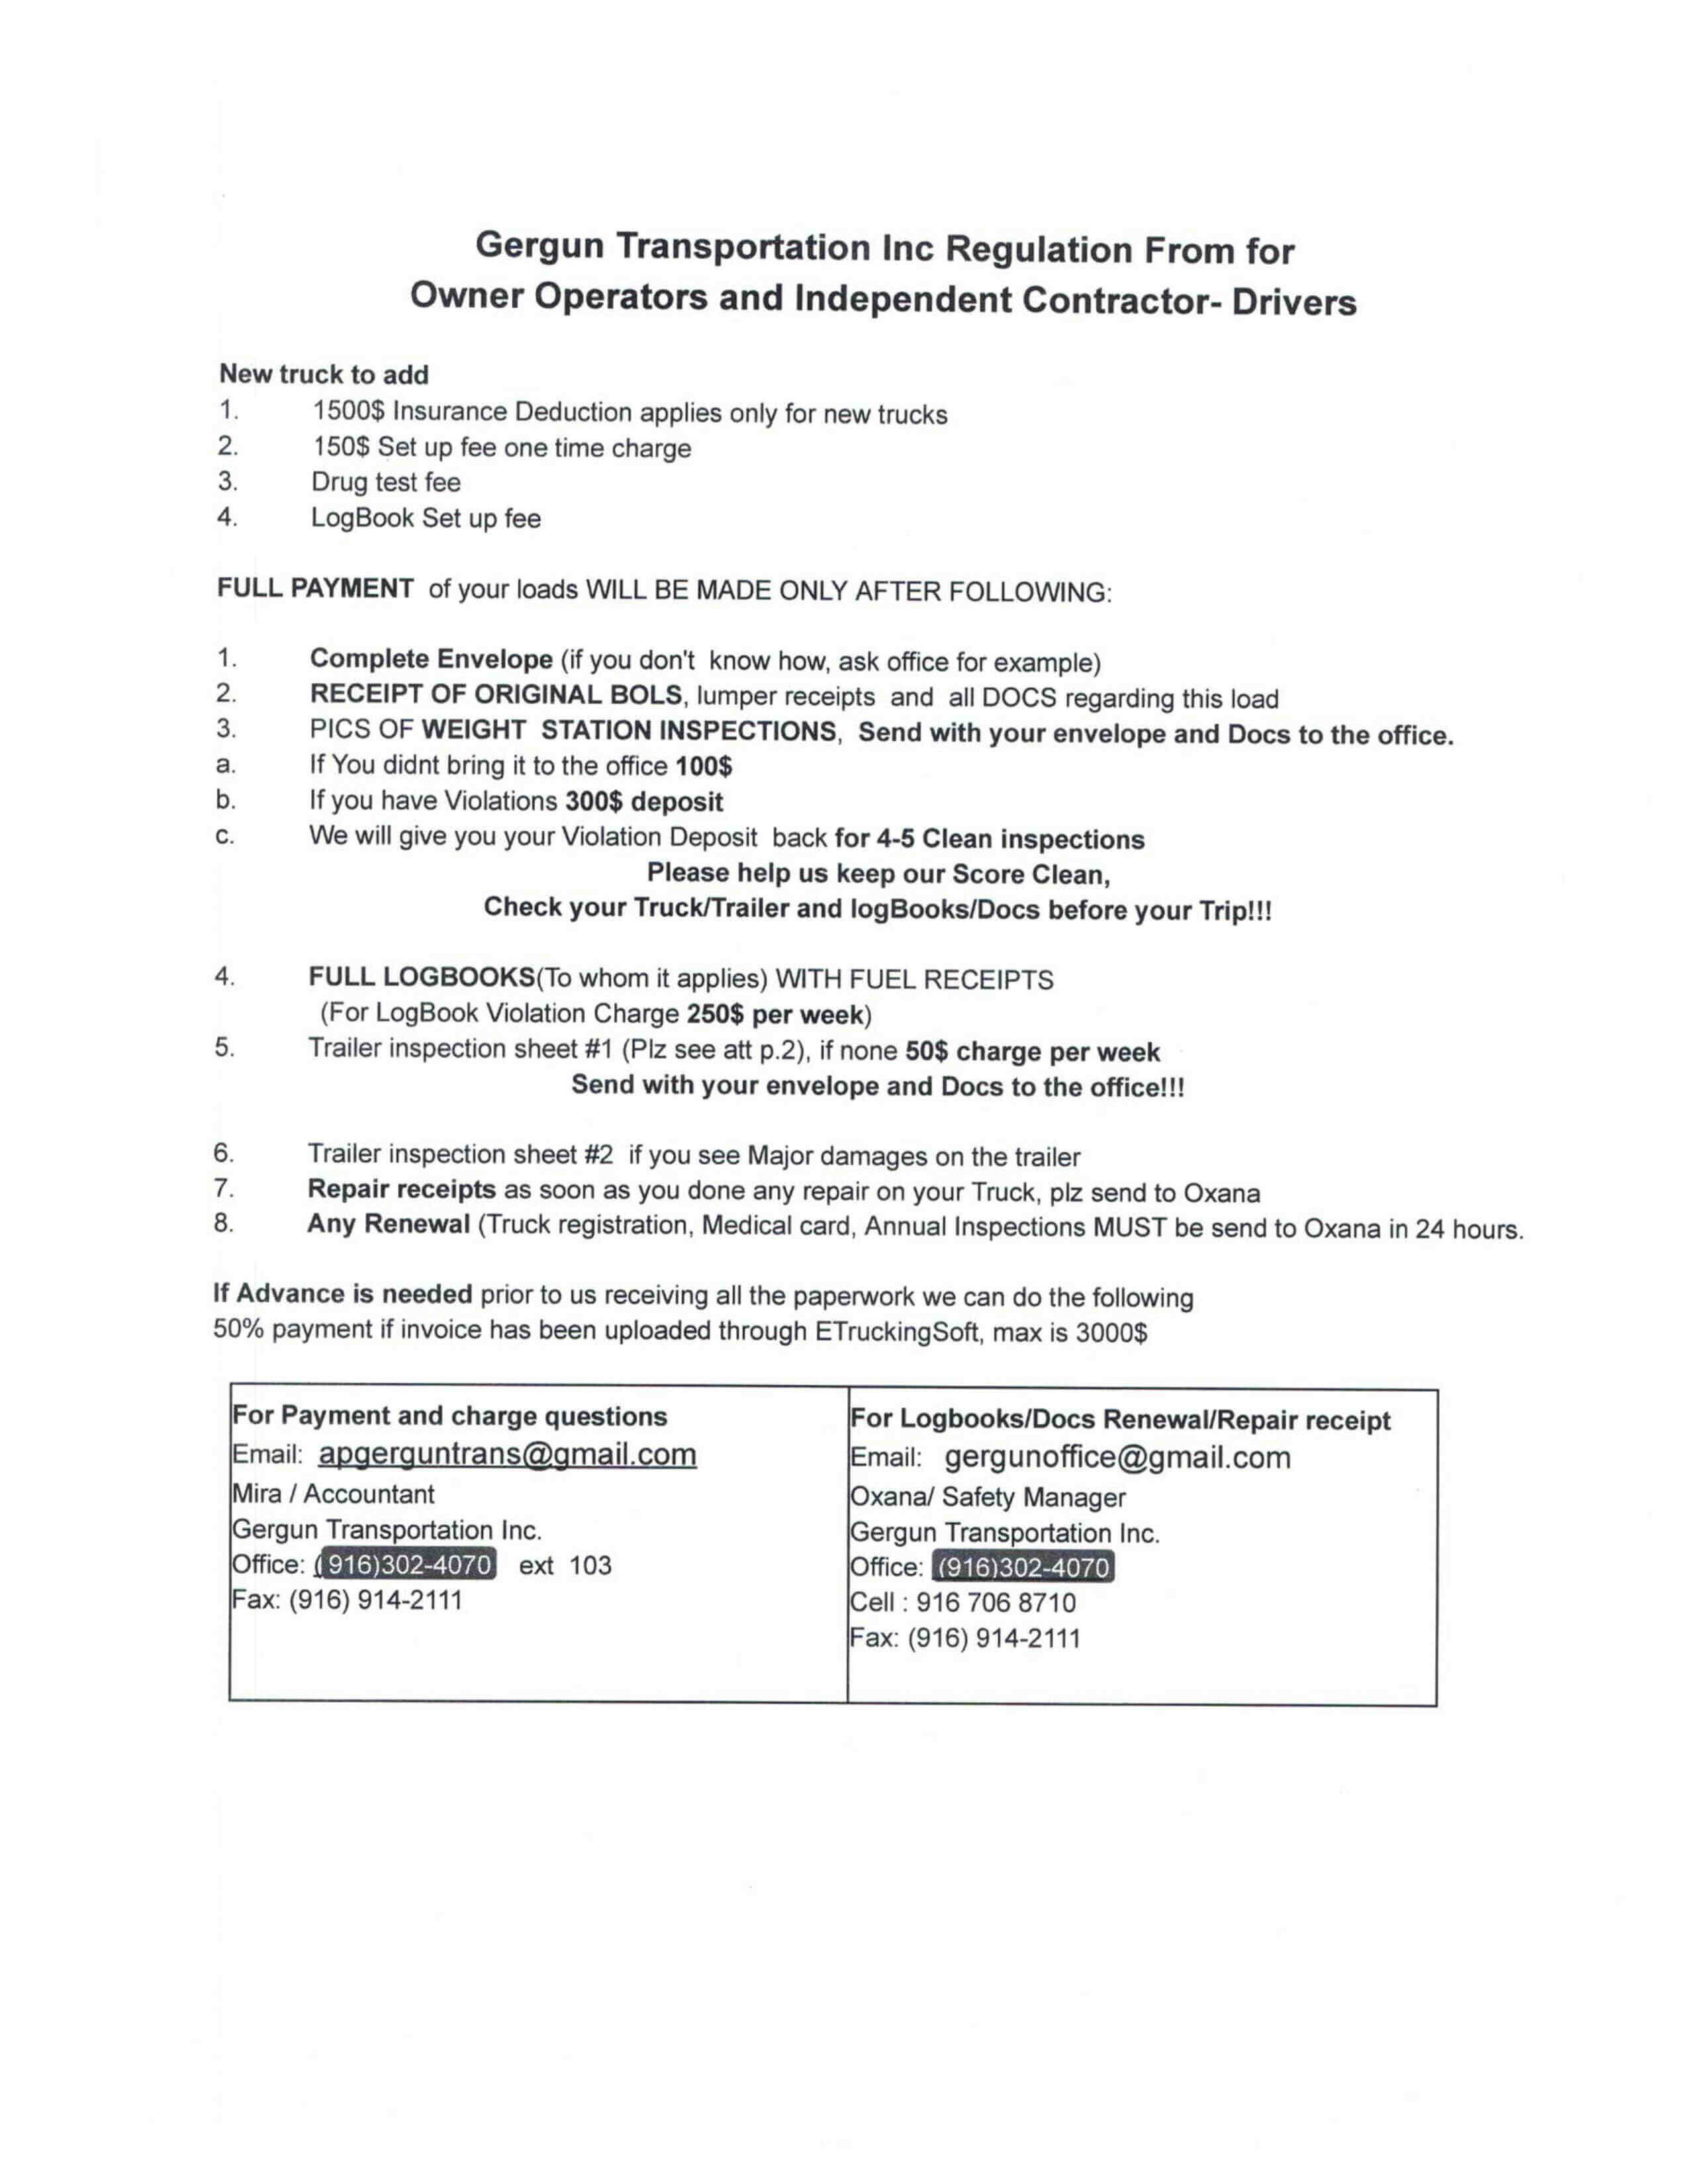 Gergun Transportation Inc Regulation From for
Owner Operators and Independent Contractor- Drivers
New truck to add
1. 1500$ Insurance Deduction applies only for new trucks
2. 150$ Set up fee one time charge
3. Drug test fee
4. LogBook Set up fee
FULL PAYMENT of your loads WILL BE MADE ONLY AFTER FOLLOWING:
1. Complete Envelope (if you don't know how, ask office for example)
2. RECEIPT OF ORIGINAL BOLS, lumper receipts and all DOCS regarding this load
3. PICS OF WEIGHT STATION INSPECTIONS, Send with your envelope and Docs to the office.
a. If You didnt bring it to the office 100$
b. If you have Violations 300$ deposit
c. We will give you your Violation Deposit back for 4-5 Clean inspections
Please help us keep our Score Clean,
Check your Truck/Trailer and logBooks/Docs before your Trip!!!
4. FULL LOGBOOKS(To whom it applies) WITH FUEL RECEIPTS
(For LogBook Violation Charge 250$ per week)
5. Trailer inspection sheet #1 (Plz see att p.2), if none 50$ charge per week
Send with your envelope and Docs to the office!!!
6. Trailer inspection sheet #2 if you see Major damages on the trailer
7. Repair receipts as soon as you done any repair on your Truck, plz send to Oxana
8. Any Renewal (Truck registration, Medical card, Annual Inspections MUST be send to Oxana in 24 hours.
If Advance is needed prior to us receiving all the paperwork we can do the following
50% payment if invoice has been uploaded through ETruckingSoft, max is 3000$
For Payment and charge questions
Email: apgerguntrans@gmail.com
Mira / Accountant
Gergun Transportation Inc.
Office: (916)302-4070 ext 103
Fax: (916) 914-2111
For Logbooks/Docs Renewal/Repair receipt
Email: gergunoffice@gmail.com
Oxana/ Safety Manager
Gergun Transportation Inc.
Office: (916)302-4070
Cell : 916 706 8710
Fax: (916) 914-2111